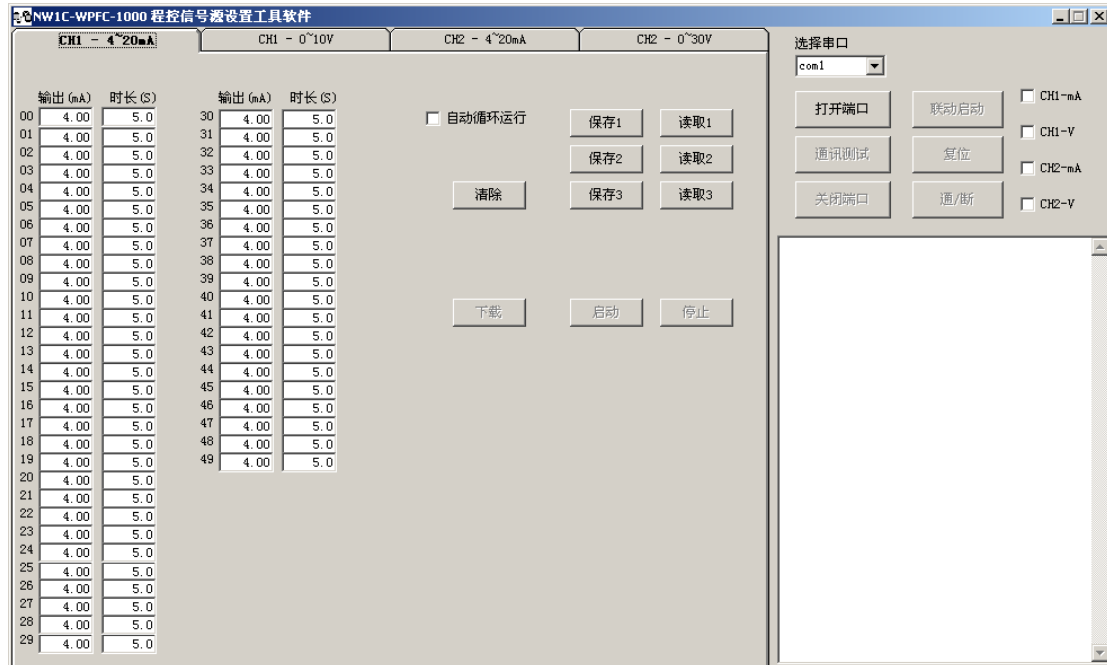 NW1C-WPFC-1000 程控信号源设置工具软件
CH1 - 4~20mA CH1 - 0~10V CH2 - 4~20mA CH2 - 0~30V
选择串口
com1
输出(mA) 时长(S) 输出(mA) 时长(S)
00 4.00 5.0 30 4.00 5.0
01 4.00 5.0 31 4.00 5.0
02 4.00 5.0 32 4.00 5.0
03 4.00 5.0 33 4.00 5.0
04 4.00 5.0 34 4.00 5.0
05 4.00 5.0 35 4.00 5.0
06 4.00 5.0 36 4.00 5.0
07 4.00 5.0 37 4.00 5.0
08 4.00 5.0 38 4.00 5.0
09 4.00 5.0 39 4.00 5.0
10 4.00 5.0 40 4.00 5.0
11 4.00 5.0 41 4.00 5.0
12 4.00 5.0 42 4.00 5.0
13 4.00 5.0 43 4.00 5.0
14 4.00 5.0 44 4.00 5.0
15 4.00 5.0 45 4.00 5.0
16 4.00 5.0 46 4.00 5.0
17 4.00 5.0 47 4.00 5.0
18 4.00 5.0 48 4.00 5.0
19 4.00 5.0 49 4.00 5.0
20 4.00 5.0
21 4.00 5.0
22 4.00 5.0
23 4.00 5.0
24 4.00 5.0
25 4.00 5.0
26 4.00 5.0
27 4.00 5.0
28 4.00 5.0
29 4.00 5.0
自动循环运行 保存1 读取1
保存2 读取2
清除 保存3 读取3
下载 启动 停止
打开端口 联动启动 CH1-mA
CH1-V
通讯测试 复位 CH2-mA
关闭端口 通/断 CH2-V